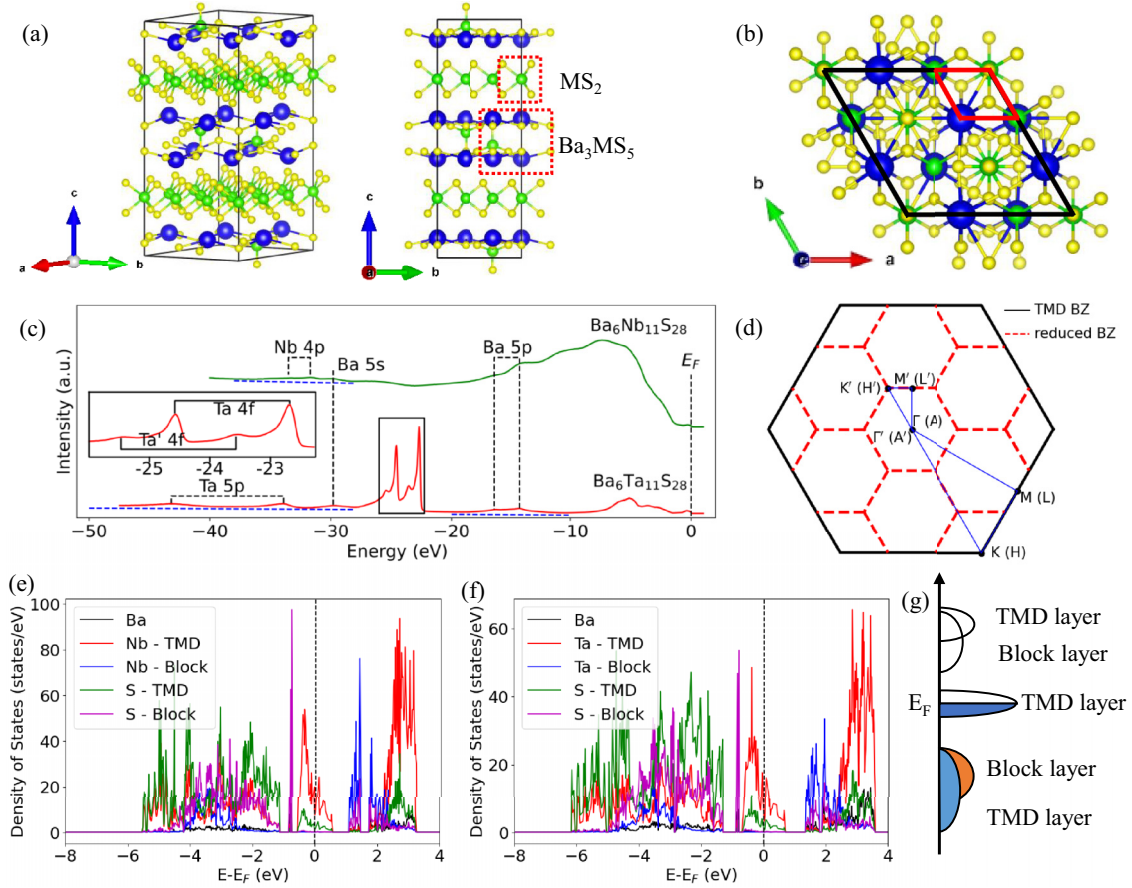 (a)
MS2
Ba3MS5
c
a
b
c
a
b
(b)
b
c
a
(c)
Ba6Nb11S28
Nb 4p
Ba 5s
Ba 5p
EF
Ta 4f
Ta' 4f
-25
-24
-23
Ta 5p
Ba6Ta11S28
Intensity (a.u.)
−50
−40
−30
−20
−10
0
Energy (eV)
(d)
TMD BZ
reduced BZ
K′ (H′)
M′ (L′)
Γ (A)
Γ′ (A′)
M (L)
K (H)
(e)
Density of States (states/eV)
100
80
60
40
20
0
Ba
Nb - TMD
Nb - Block
S - TMD
S - Block
−8
−6
−4
−2
0
2
4
E-EF (eV)
(f)
Density of States (states/eV)
100
80
60
40
20
0
Ba
Ta - TMD
Ta - Block
S - TMD
S - Block
−8
−6
−4
−2
0
2
4
E-EF (eV)
(g)
TMD layer
Block layer
EF
TMD layer
Block layer
TMD layer